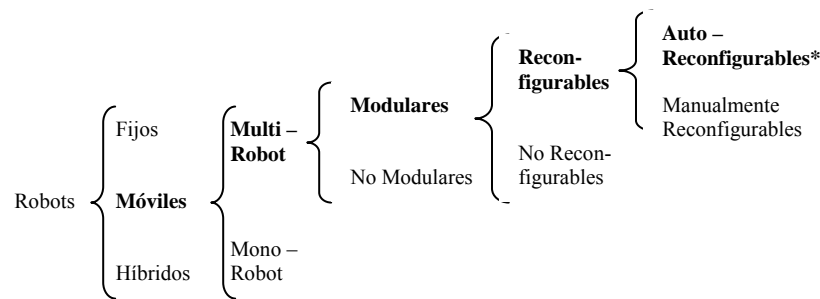 Robots
Fijos
Móviles
Híbridos
Multi –
Robot
Mono –
Robot
Modulares
No Modulares
Recon-
figurables
No Recon-
figurables
Auto –
Reconfigurables*
Manualmente
Reconfigurables